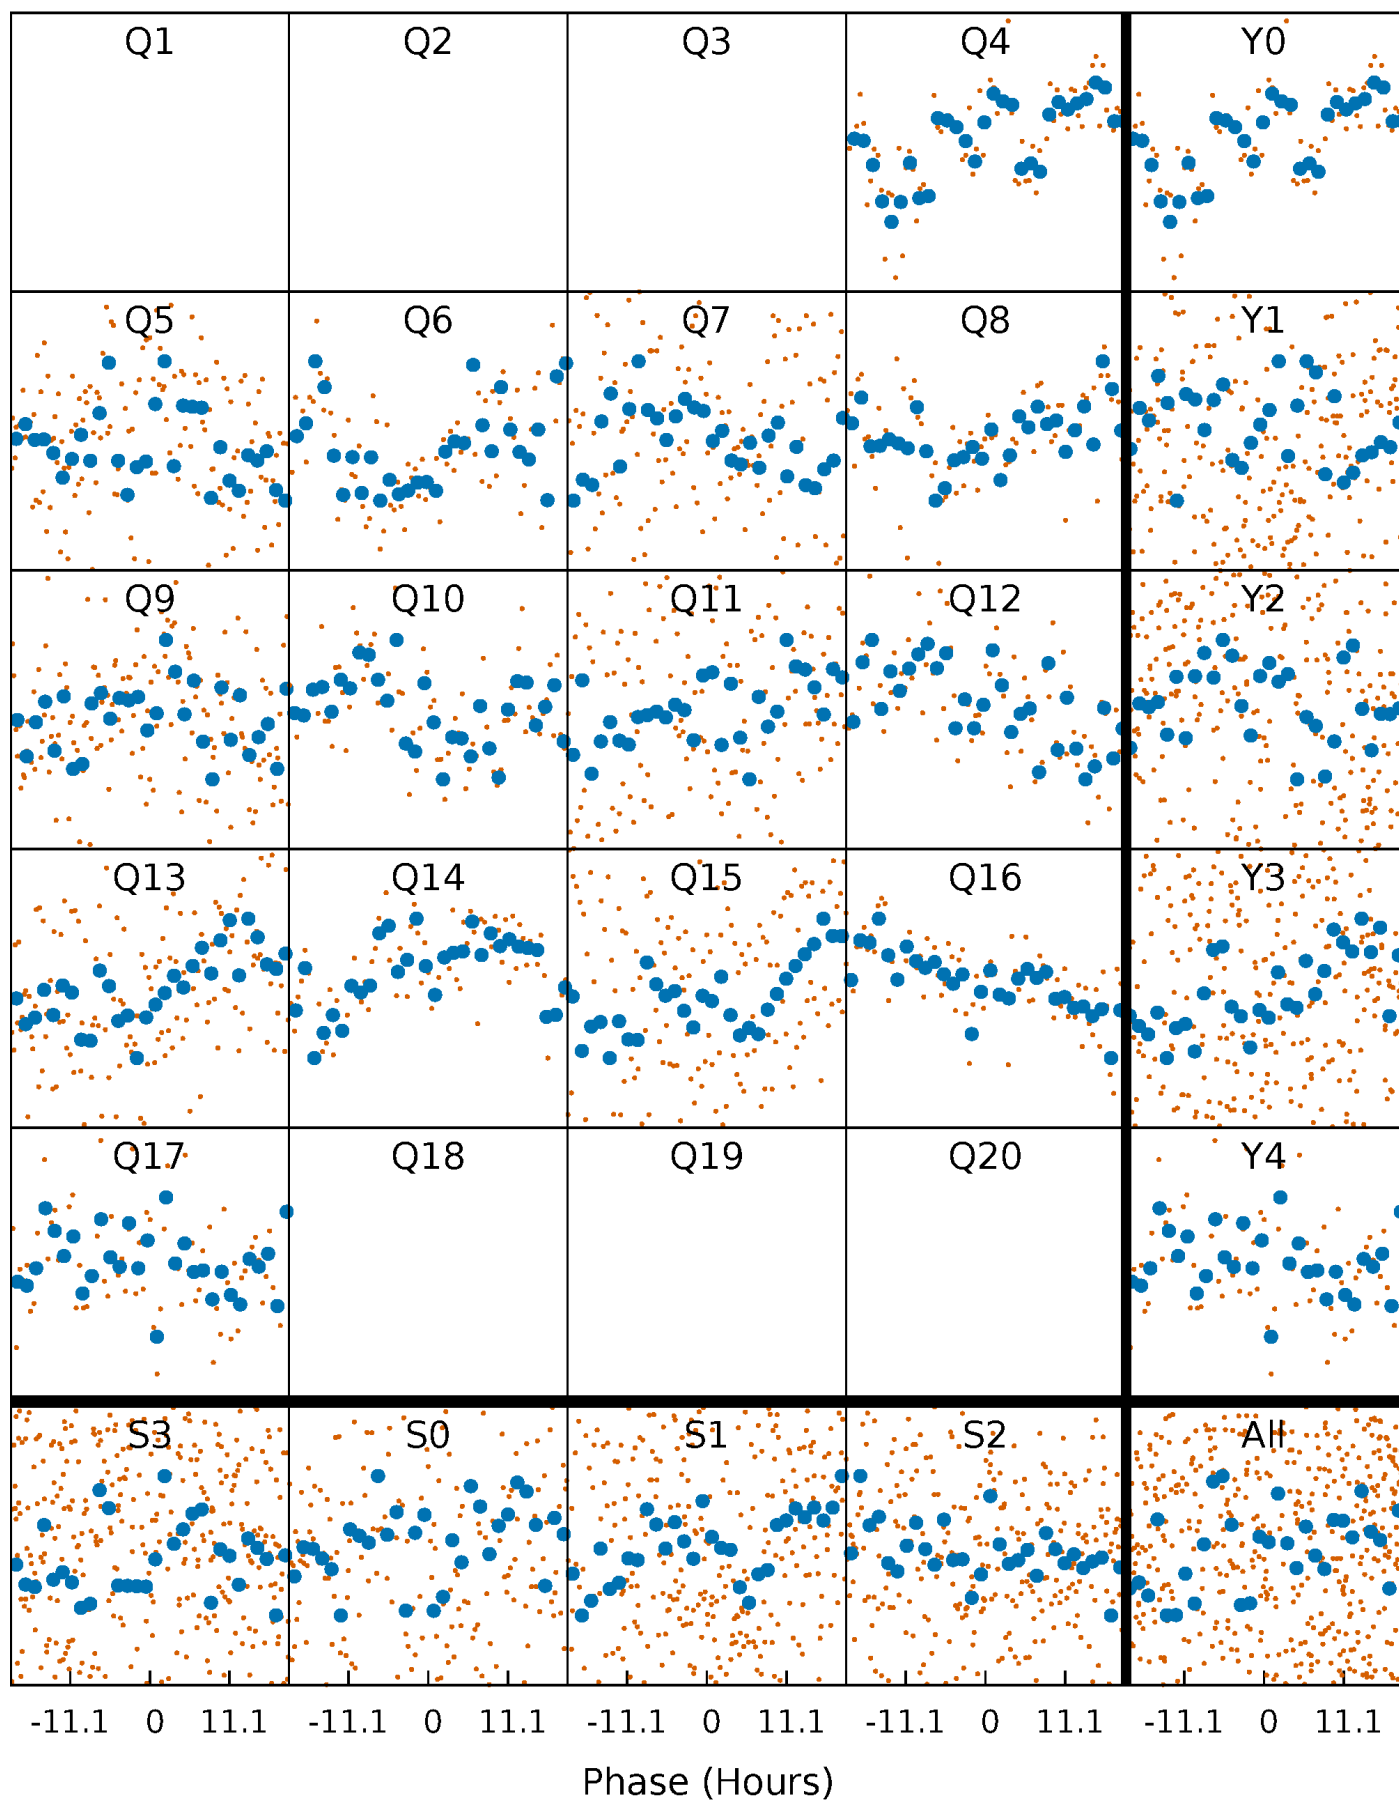 Q1 Q2 Q3 Q4 Y0
Q5 Q6 Q7 Q8 Y1
Q9 Q10 Q11 Q12 Y2
Q13 Q14 Q15 Q16 Y3
Q17 Q18 Q19 Q20 Y4
S3 S0 S1 S2 All
-11.1 0 11.1 -11.1 0 11.1 -11.1 0 11.1 -11.1 0 11.1 -11.1 0 11.1
Phase (Hours)